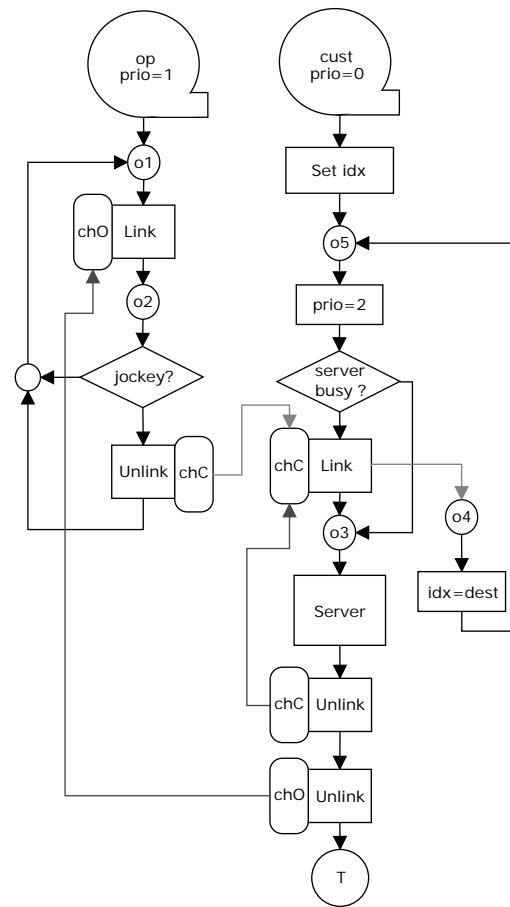 op
prio=1
cust
prio=0
o1
Set idx
chO
Link
o5
o2
prio=2
jockey?
server
busy ?
Unlink
chC
chC
Link
o4
o3
idx=dest
Server
chC
Unlink
chO
Unlink
T